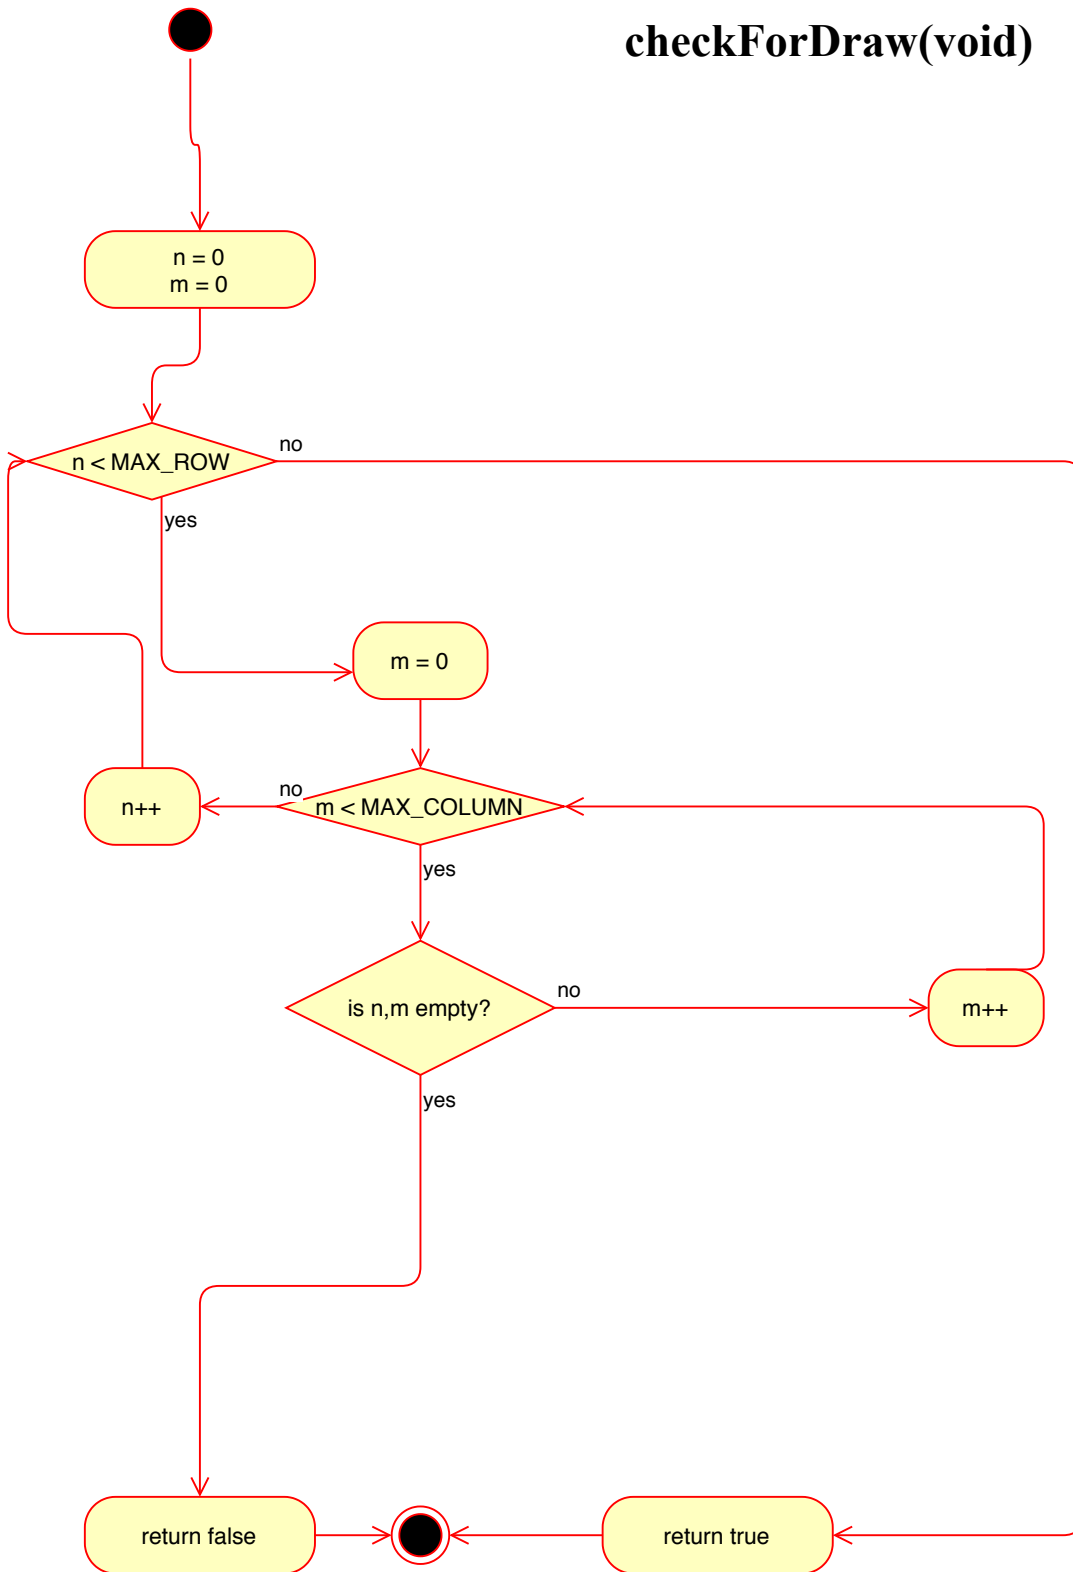 checkForDraw(void)
n = 0
m = 0
n < MAX_ROW
no
yes
m = 0
n++
no
m < MAX_COLUMN
yes
is n,m empty?
no
m++
yes
return false
return true